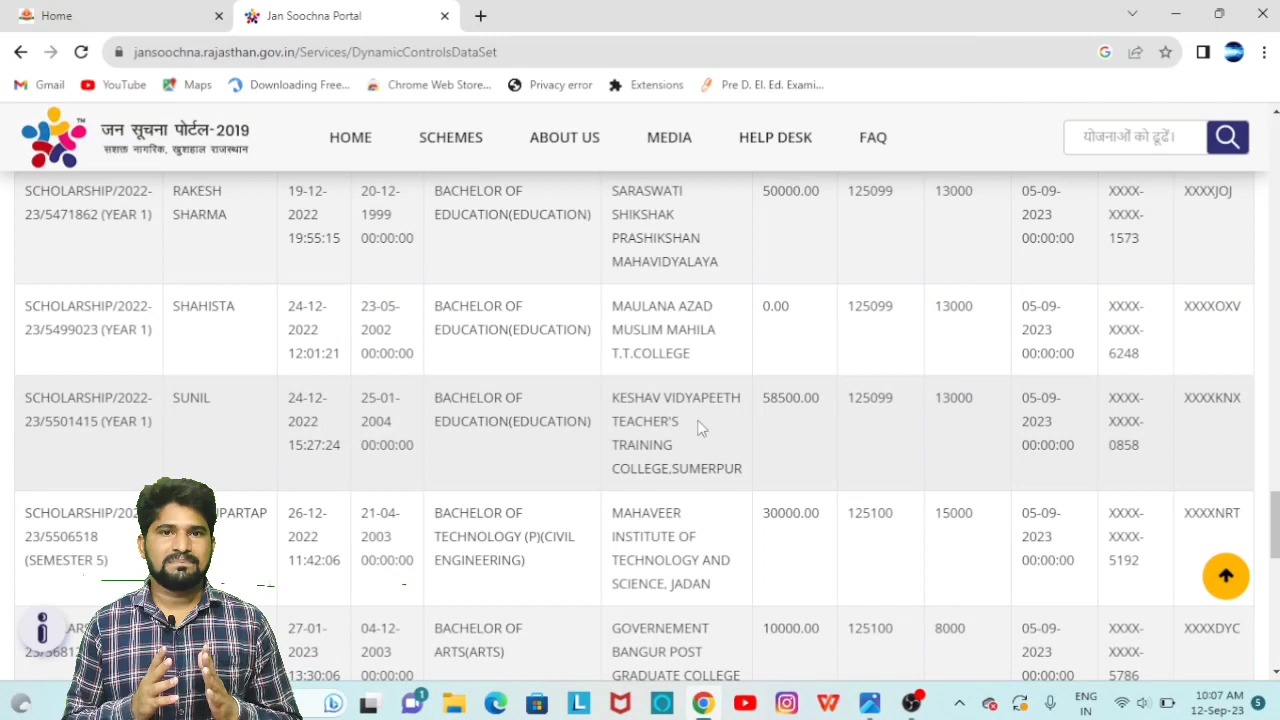 Home
Jan Soochna Portal
jansoochna.rajasthan.gov.in/Services/DynamicControlsDataSet
Gmail YouTube Maps Downloading Free... Chrome Web Store... Privacy error Extensions Pre D. El. Ed. Exami...
जन सूचना पोर्टल-2019
सशक्त नागरिक, खुशहाल राजस्थान
HOME SCHEMES ABOUT US MEDIA HELP DESK FAQ
योजनाओं को ढूढें।
SCHOLARSHIP/2022- RAKESH 19-12- 20-12- BACHELOR OF SARASWATI 50000.00 125099 13000 05-09- XXXX- XXXXJOJ
23/5471862 (YEAR 1) SHARMA 2022 1999 EDUCATION(EDUCATION) SHIKSHAK 2023 XXXX-
19:55:15 00:00:00 PRASHIKSHAN 00:00:00 1573
MAHAVIDYALAYA
SCHOLARSHIP/2022- SHAHISTA 24-12- 23-05- BACHELOR OF MAULANA AZAD 0.00 125099 13000 05-09- XXXX- XXXXOXV
23/5499023 (YEAR 1) 2022 2002 EDUCATION(EDUCATION) MUSLIM MAHILA 2023 XXXX-
12:01:21 00:00:00 T.T.COLLEGE 00:00:00 6248
SCHOLARSHIP/2022- SUNIL 24-12- 25-01- BACHELOR OF KESHAV VIDYAPEETH 58500.00 125099 13000 05-09- XXXX- XXXXKNX
23/5501415 (YEAR 1) 2022 2004 EDUCATION(EDUCATION) TEACHER'S 2023 XXXX-
15:27:24 00:00:00 TRAINING 00:00:00 0858
COLLEGE,SUMERPUR
26-12- 21-04- BACHELOR OF MAHAVEER 30000.00 125100 15000 05-09- XXXX- XXXXNRT
23/5506518 2022 2003 TECHNOLOGY (P)(CIVIL INSTITUTE OF 2023 XXXX-
(SEMESTER 5) 11:42:06 00:00:00 ENGINEERING) TECHNOLOGY AND 00:00:00 5192
SCIENCE, JADAN
27-01- 04-12- BACHELOR OF GOVERNEMENT 10000.00 125100 8000 05-09- XXXX- XXXXDYC
2023 2003 ARTS(ARTS) BANGUR POST 2023 XXXX-
13:30:06 00:00:00 GRADUATE COLLEGE 00:00:00 5786
ENG
IN
10:07 AM
12-Sep-23